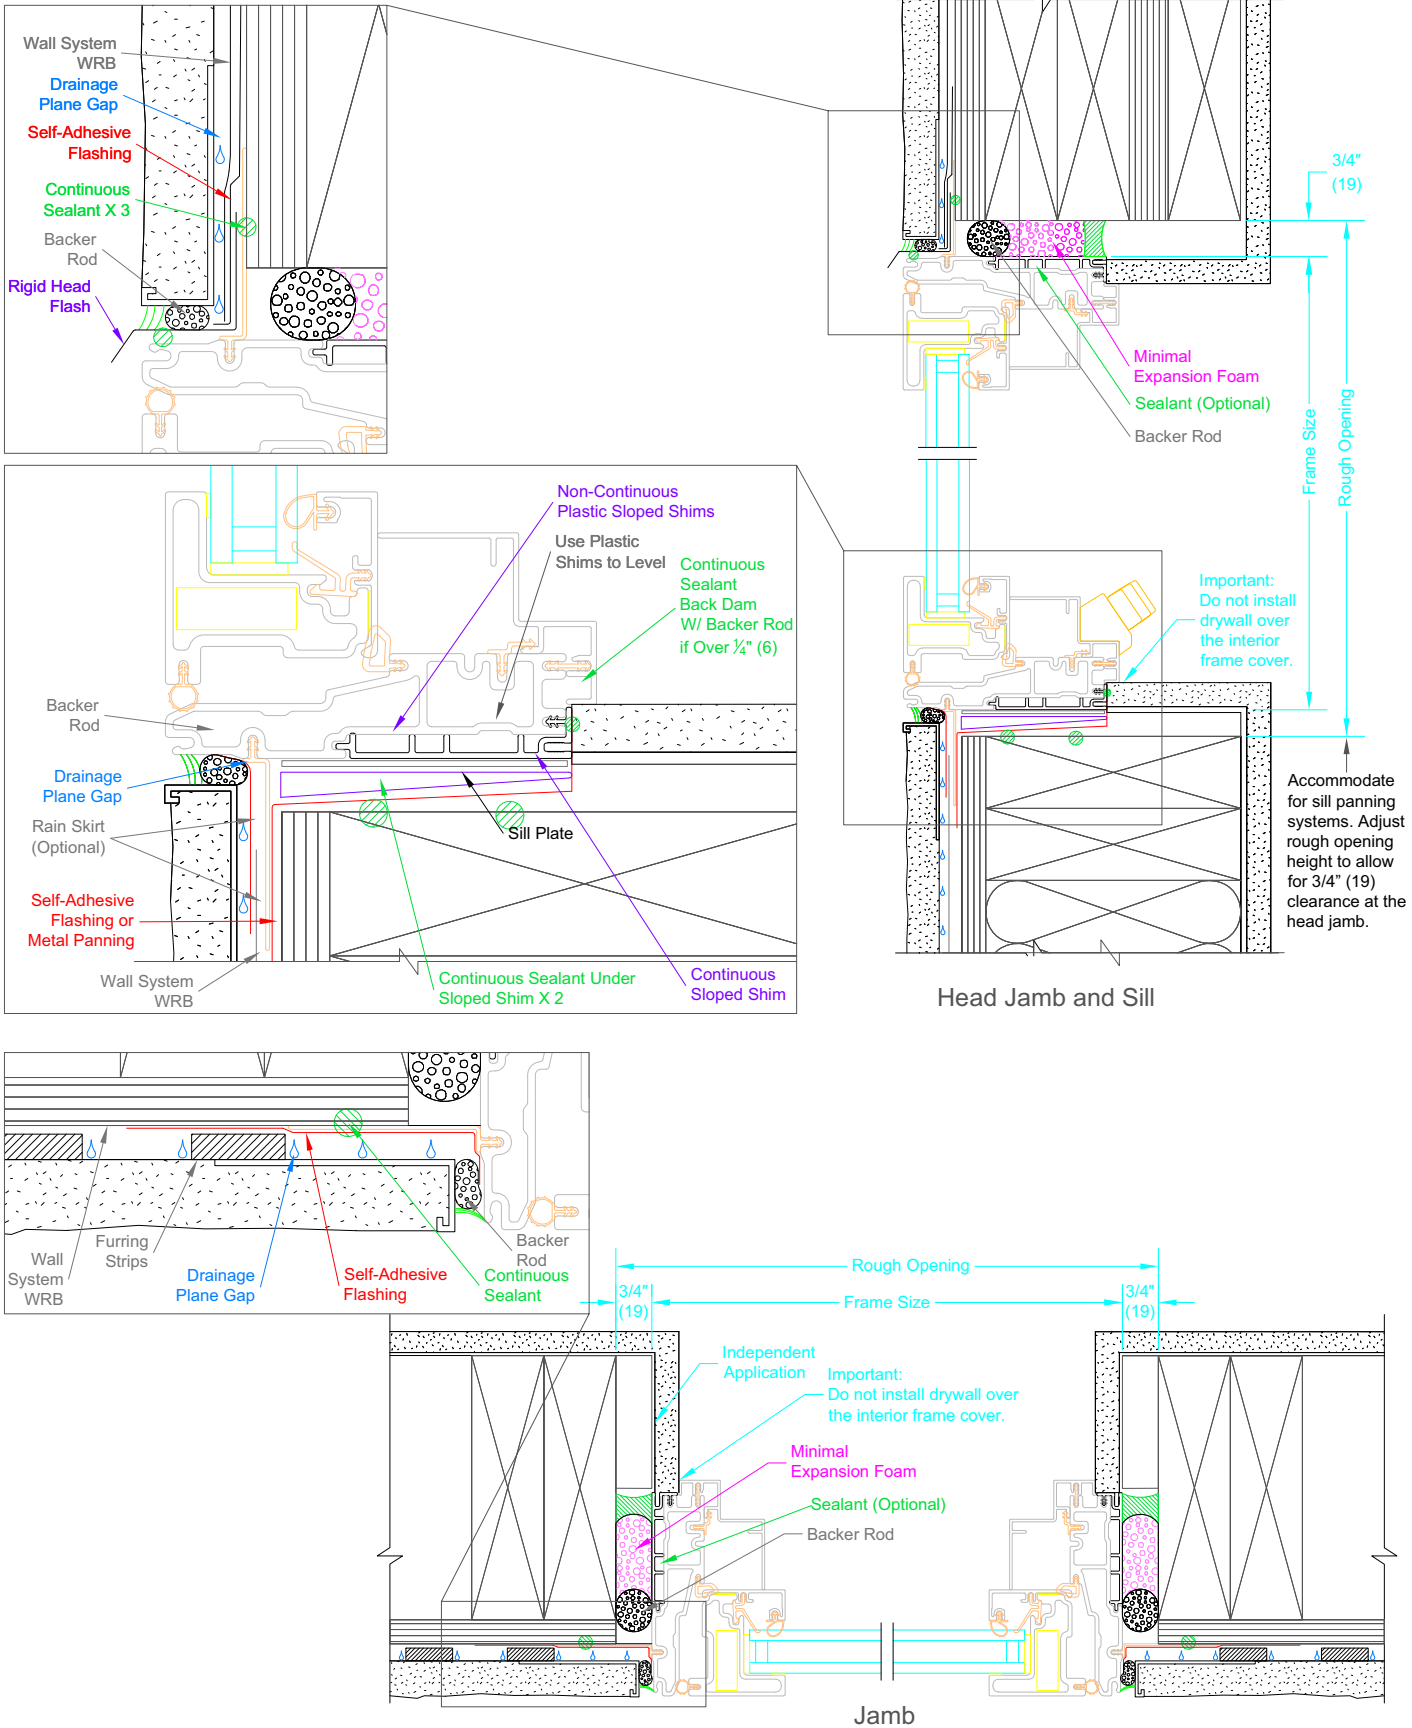 Wall System
WRB
Drainage
Plane Gap
Self-Adhesive
Flashing
Continuous
Sealant X 3
Backer
Rod
Rigid Head
Flash
3/4"
(19)
Minimal
Expansion Foam
Sealant (Optional)
Backer Rod
Frame Size
Rough Opening
Non-Continuous
Plastic Sloped Shims
Use Plastic
Shims to Level
Continuous
Sealant
Back Dam
W/ Backer Rod
if Over ¼" (6)
Backer
Rod
Drainage
Plane Gap
Rain Skirt
(Optional)
Sill Plate
Self-Adhesive
Flashing or
Metal Panning
Wall System
WRB
Continuous Sealant Under
Sloped Shim X 2
Continuous
Sloped Shim
Important:
Do not install
drywall over
the interior
frame cover.
Accommodate
for sill panning
systems. Adjust
rough opening
height to allow
for 3/4" (19)
clearance at the
head jamb.
Head Jamb and Sill
Wall
System
WRB
Furring
Strips
Drainage
Plane Gap
Self-Adhesive
Flashing
Backer
Rod
Continuous
Sealant
Rough Opening
3/4"
(19)
Frame Size
3/4"
(19)
Independent
Application
Important:
Do not install drywall over
the interior frame cover.
Minimal
Expansion Foam
Sealant (Optional)
Backer Rod
Jamb